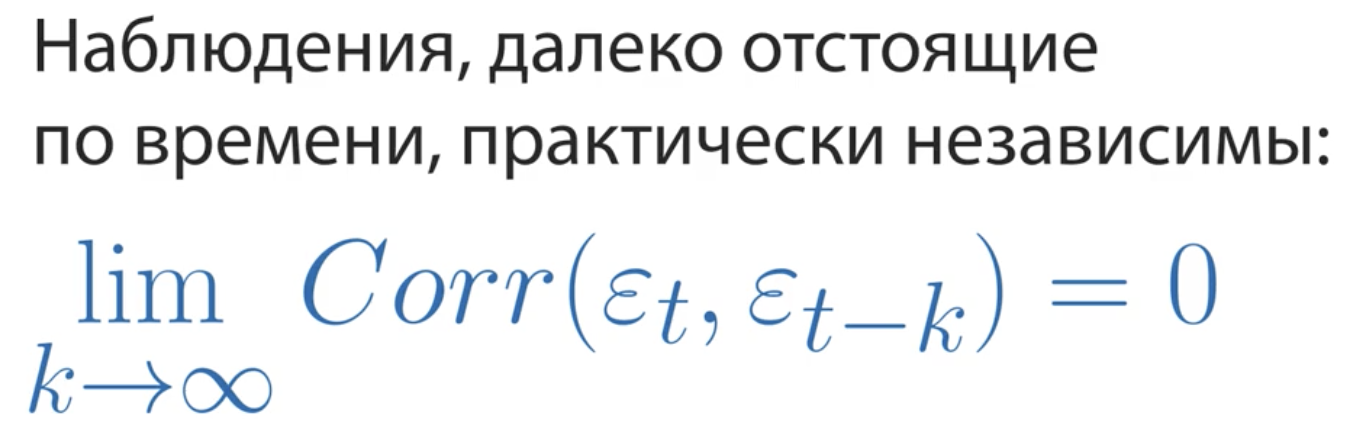 Наблюдения, далеко отстоящие
по времени, практически независимы:
lim Corr(εt, εt−k) = 0
k→∞